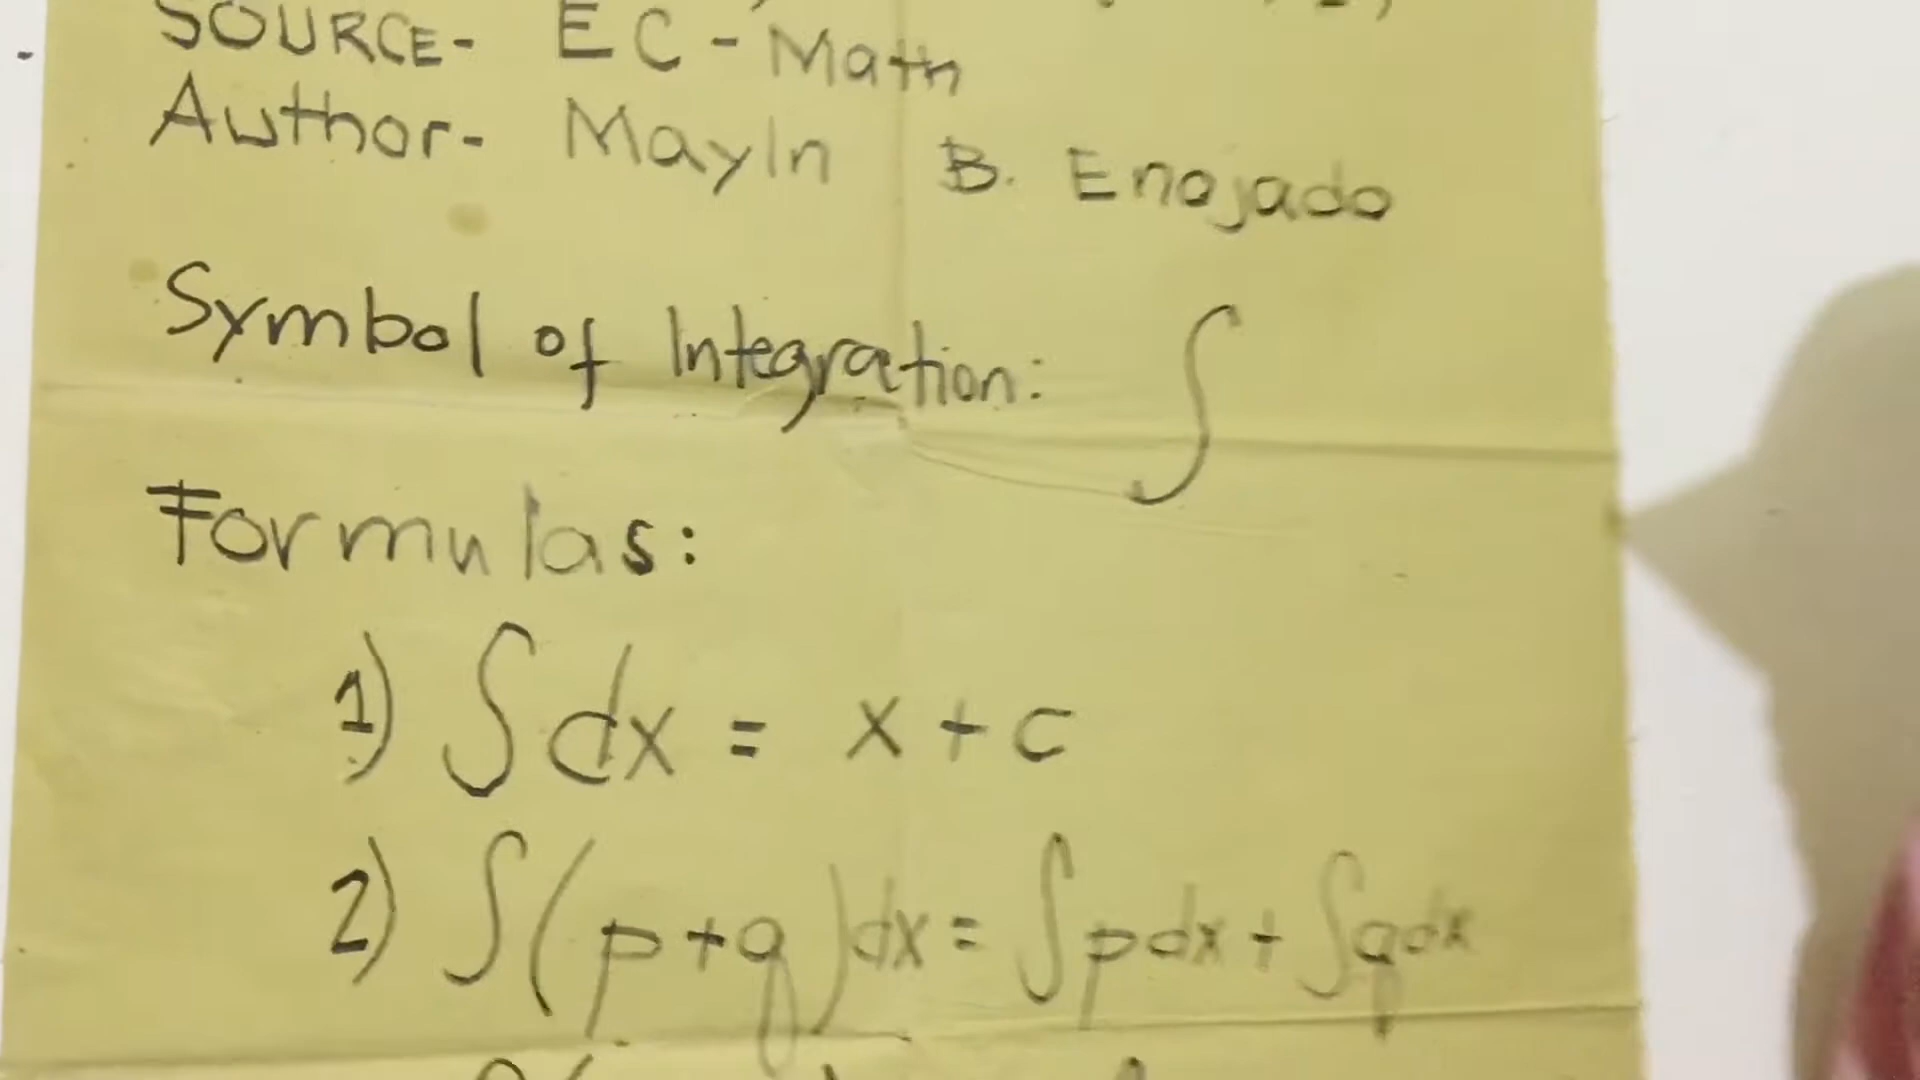 SOURCE- EC-Math
Author- Mayln B. Enojado
Symbol of Integration: ∫
Formulas:
1) ∫dx = x + c
2) ∫(p+q)dx = ∫pdx + ∫qdx